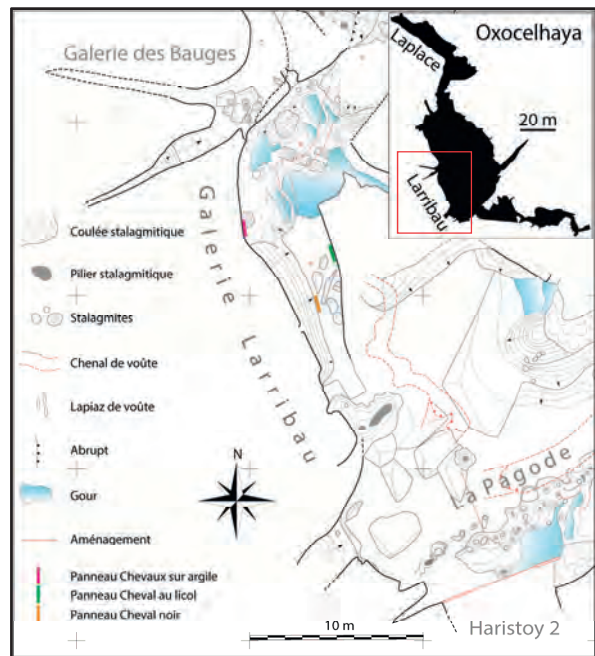 Galerie des Bauges
Oxocelhaya
Laplace
20 m
Larribau
Galerie Larribau
Coulée stalagmitique
Pilier stalagmitique
Stalagmites
Chenal de voûte
Lapiaz de voûte
Abrupt
Gour
Aménagement
Panneau Chevaux sur argile
Panneau Cheval au licol
Panneau Cheval noir
N
La Pagode
10 m
Haristoy 2